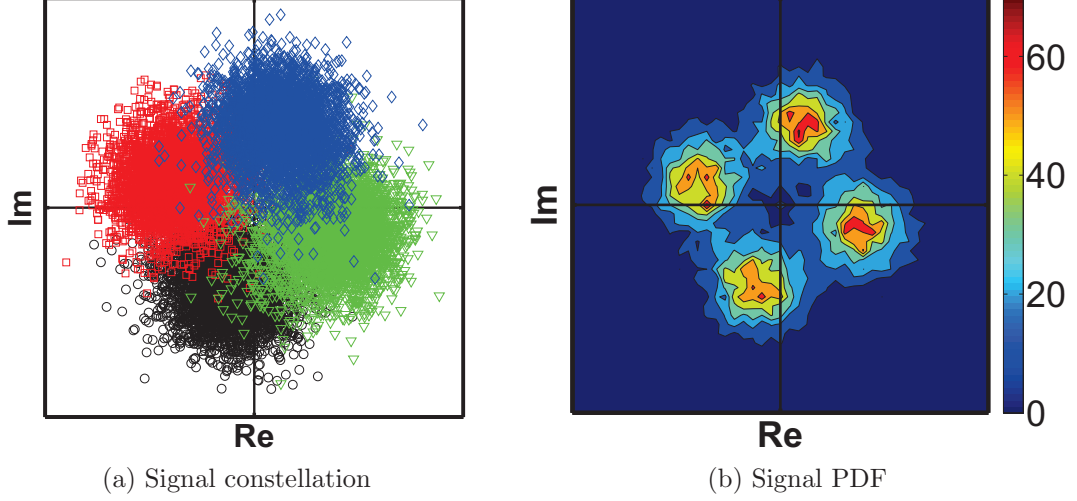 Im
Re
(a) Signal constellation
Im
Re
60
40
20
0
(b) Signal PDF